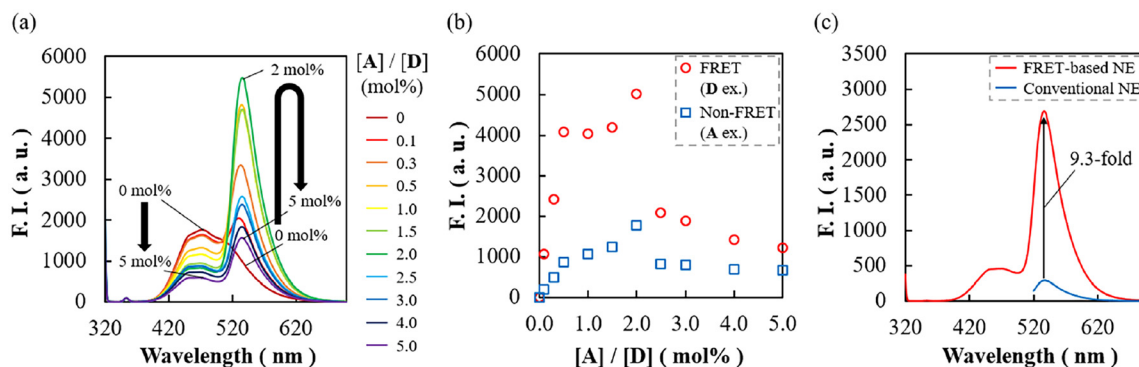 (a)
F. I. ( a. u. )
6000
5000
4000
3000
2000
1000
0
320
420
520
620
Wavelength ( nm )
2 mol%
0 mol%
5 mol%
5 mol%
0 mol%
[A] / [D]
(mol%)
0
0.1
0.3
0.5
1.0
1.5
2.0
2.5
3.0
4.0
5.0
(b)
F. I. ( a. u. )
6000
5000
4000
3000
2000
1000
0
0.0
1.0
2.0
3.0
4.0
5.0
[A] / [D] ( mol% )
FRET
(D ex.)
Non-FRET
(A ex.)
(c)
F. I. ( a. u. )
3500
3000
2500
2000
1500
1000
500
0
320
420
520
620
Wavelength ( nm )
FRET-based NE
Conventional NE
9.3-fold